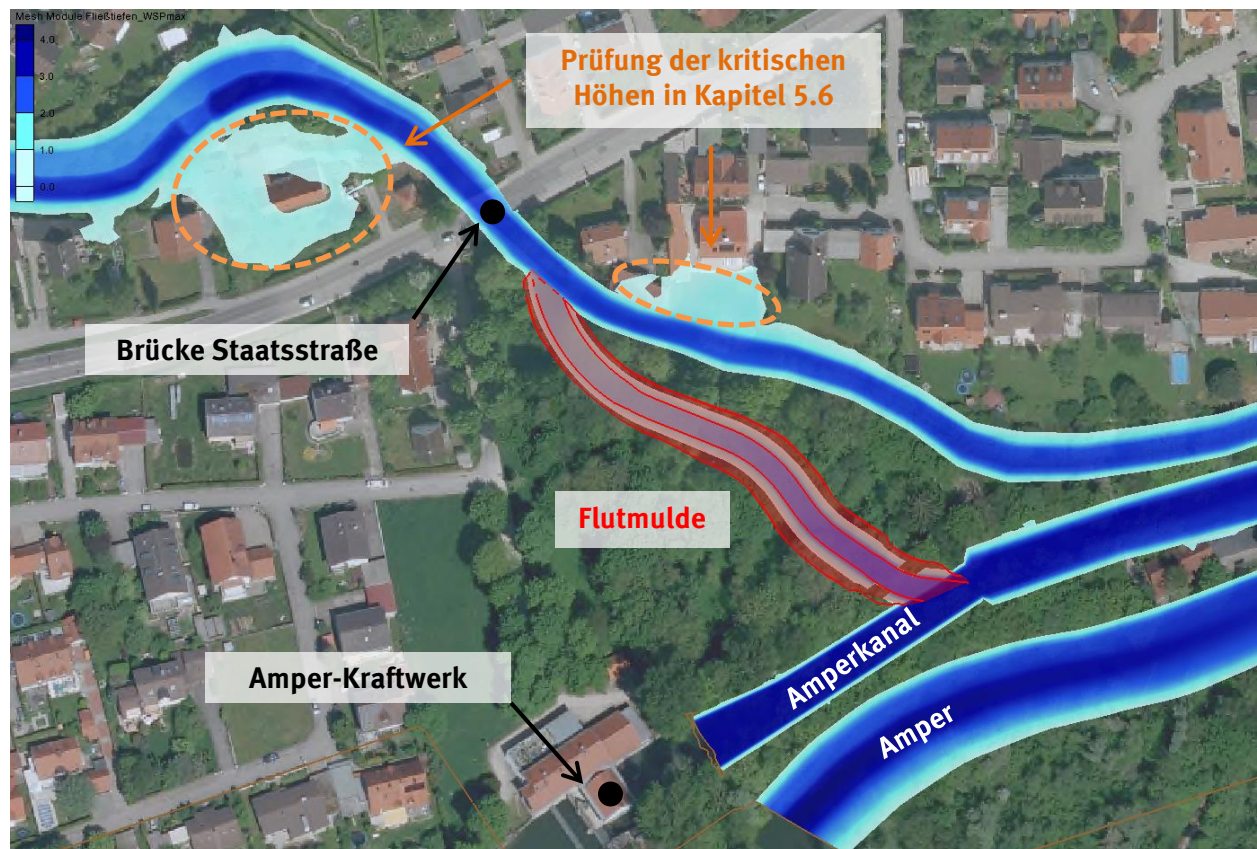 Mesh Module Fließtiefen_WSPmax
4.0
3.0
2.0
1.0
0.0
Prüfung der kritischen
Höhen in Kapitel 5.6
Brücke Staatsstraße
Flutmulde
Amper-Kraftwerk
Amperkanal
Amper